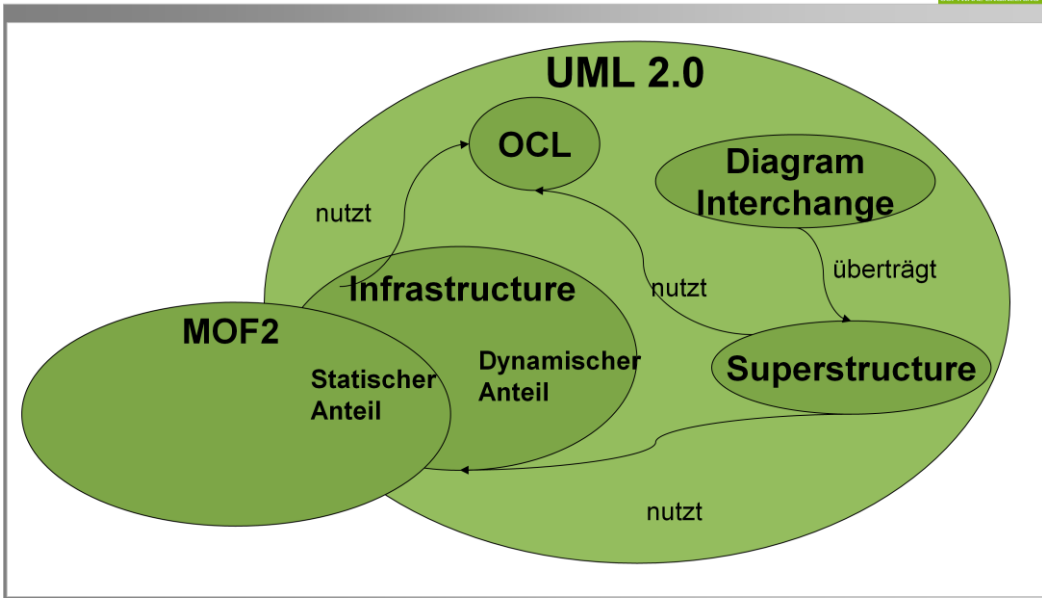 UML 2.0
OCL
Diagram
Interchange
nutzt
überträgt
Infrastructure
nutzt
MOF2
Statischer
Anteil
Dynamischer
Anteil
Superstructure
nutzt